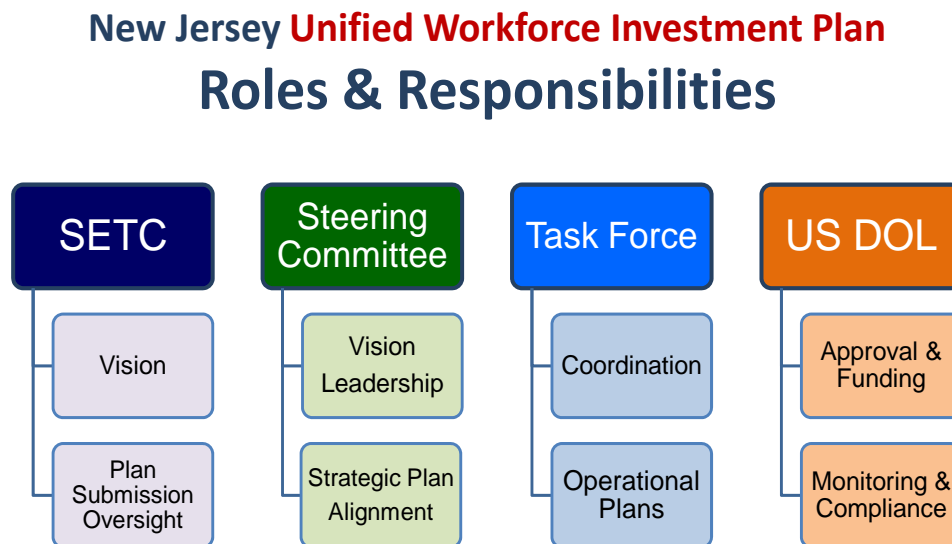 New Jersey Unified Workforce Investment Plan
Roles & Responsibilities
SETC
Vision
Plan
Submission
Oversight
Steering
Committee
Vision
Leadership
Strategic Plan
Alignment
Task Force
Coordination
Operational
Plans
US DOL
Approval &
Funding
Monitoring &
Compliance